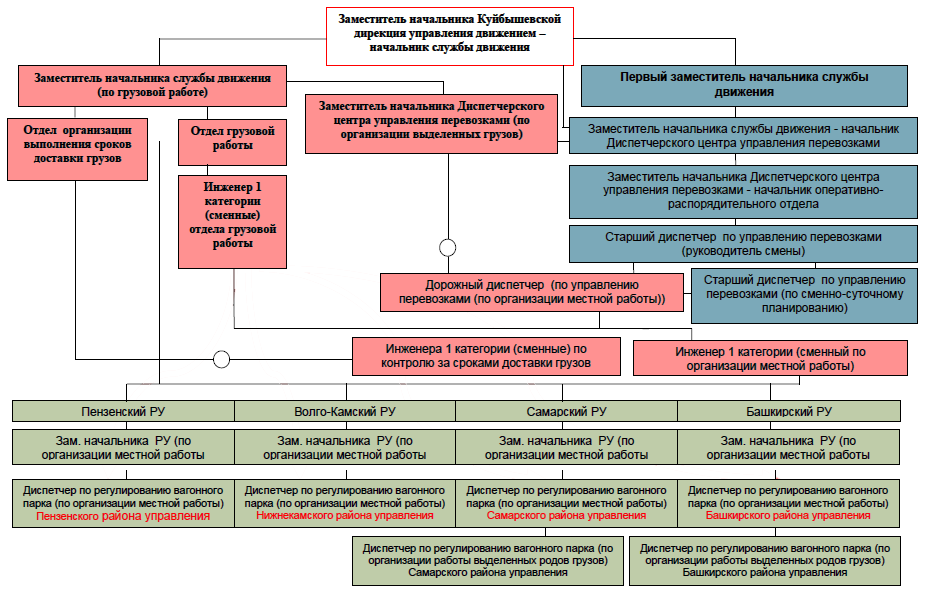 Заместитель начальника Куйбышевской
дирекция управления движением –
начальник службы движения
Заместитель начальника службы движения
(по грузовой работе)
Первый заместитель начальника службы
движения
Заместитель начальника Диспетчерского
центра управления перевозками (по
организации выделенных грузов)
Отдел организации
выполнения сроков
доставки грузов
Отдел грузовой
работы
Заместитель начальника службы движения - начальник
Диспетчерского центра управления перевозками
Инженер 1
категории
(сменные)
отдела грузовой
работы
Заместитель начальника Диспетчерского центра
управления перевозками - начальник оперативно-
распорядительного отдела
Старший диспетчер по управлению перевозками
(руководитель смены)
Дорожный диспетчер (по управлению
перевозками (по организации местной работы))
Старший диспетчер по управлению
перевозками (по сменно-суточному
планированию)
Инженера 1 категории (сменные) по
контролю за сроками доставки грузов
Инженер 1 категории (сменный по
организации местной работы)
Пензенский РУ
Волго-Камский РУ
Самарский РУ
Башкирский РУ
Зам. начальника РУ (по
организации местной работы
Зам. начальника РУ (по
организации местной работы
Зам. начальника РУ (по
организации местной работы
Зам. начальника РУ (по
организации местной работы
Диспетчер по регулированию вагонного
парка (по организации местной работы)
Пензенского района управления
Диспетчер по регулированию вагонного
парка (по организации местной работы)
Нижнекамского района управления
Диспетчер по регулированию вагонного
парка (по организации местной работы)
Самарского района управления
Диспетчер по регулированию вагонного
парка (по организации местной работы)
Башкирского района управления
Диспетчер по регулированию вагонного парка (по
организации работы выделенных родов грузов)
Самарского района управления
Диспетчер по регулированию вагонного парка (по
организации работы выделенных родов грузов)
Башкирского района управления